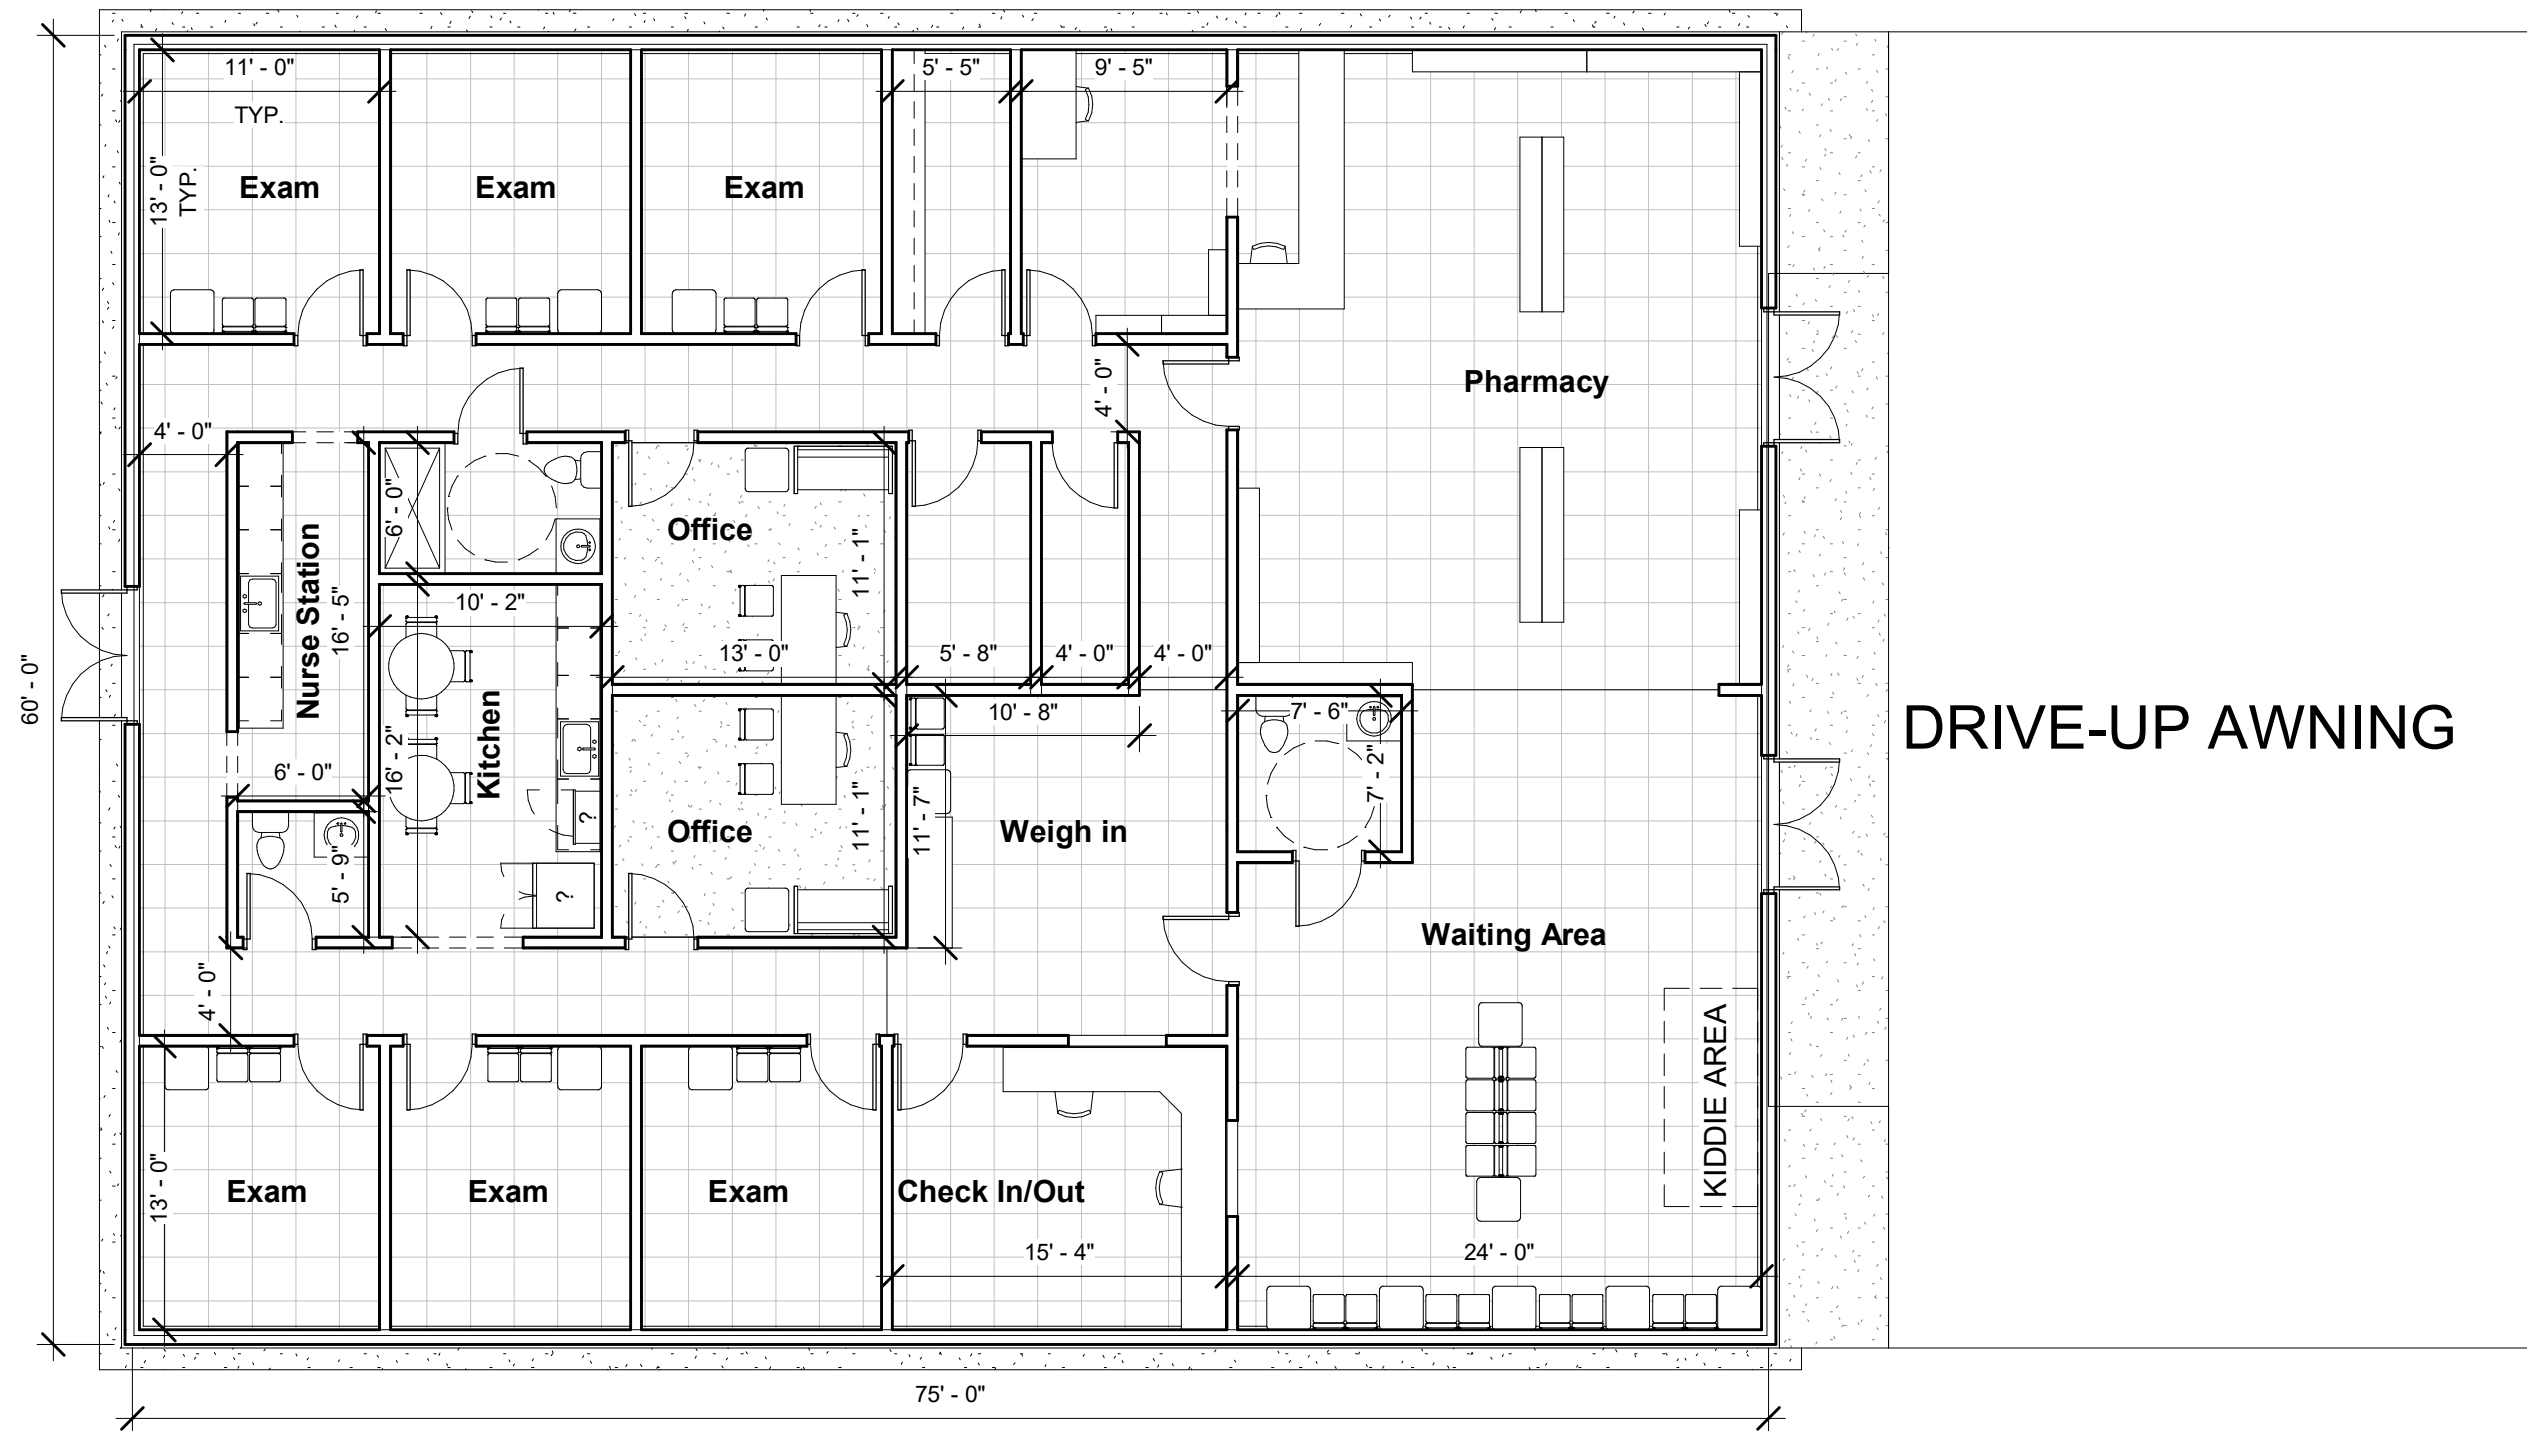 11' - 0"
5' - 5"
9' - 5"
TYP.
13' - 0"
TYP.
Exam
Exam
Exam
Pharmacy
4' - 0"
4' - 0"
6' - 0"
Office
11' - 1"
Nurse Station
16' - 5"
10' - 2"
13' - 0"
5' - 8"
4' - 0"
4' - 0"
60' - 0"
Kitchen
16' - 2"
10' - 8"
7' - 6"
7' - 2"
DRIVE-UP AWNING
6' - 0"
?
Office
11' - 1"
11' - 7"
Weigh in
5' - 9"
?
Waiting Area
4' - 0"
KIDDIE AREA
13' - 0"
Exam
Exam
Exam
Check In/Out
15' - 4"
24' - 0"
75' - 0"